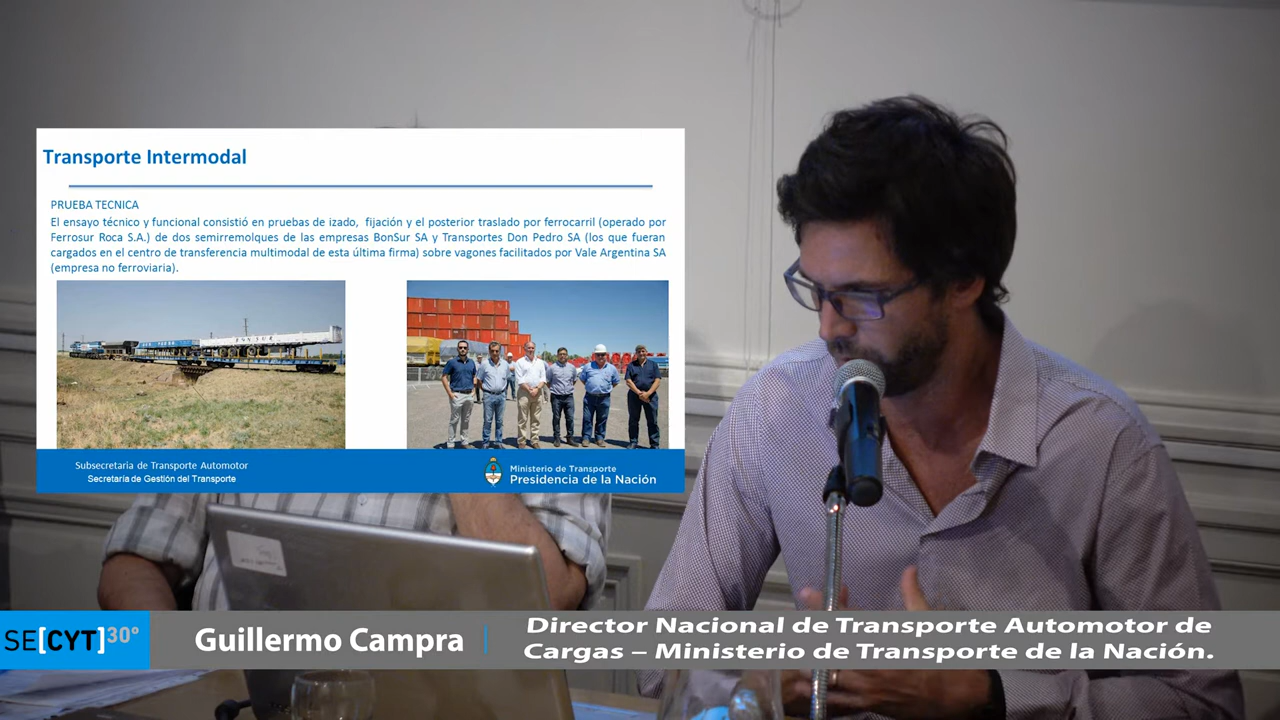 Transporte Intermodal
PRUEBA TECNICA
El ensayo técnico y funcional consistió en pruebas de izado, fijación y el posterior traslado por ferrocarril (operado por
Ferrosur Roca S.A.) de dos semirremolques de las empresas BonSur SA y Transportes Don Pedro SA (los que fueran
cargados en el centro de transferencia multimodal de esta última firma) sobre vagones facilitados por Vale Argentina SA
(empresa no ferroviaria).
BONSUR
Subsecretaria de Transporte Automotor
Secretaría de Gestión del Transporte
Ministerio de Transporte
Presidencia de la Nación
SE[CYT]30°
Guillermo Campra
Director Nacional de Transporte Automotor de
Cargas – Ministerio de Transporte de la Nación.